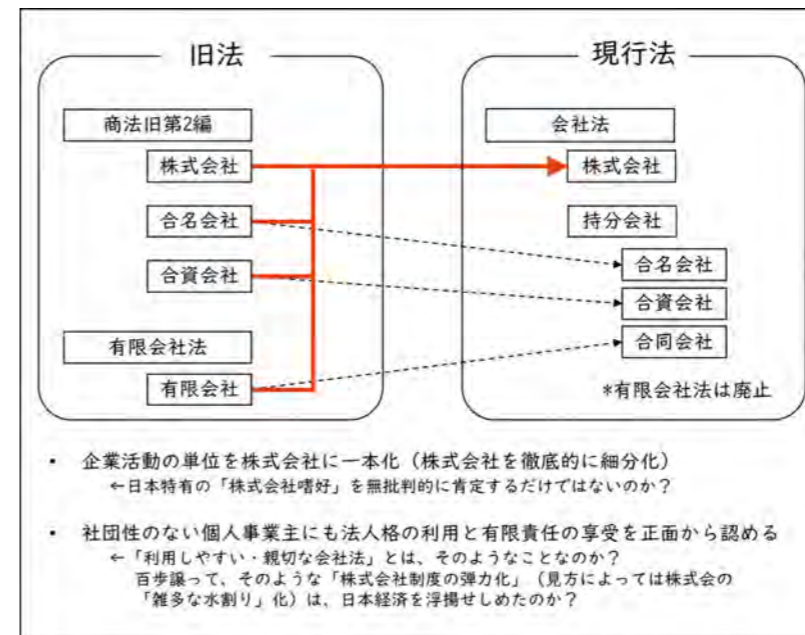 旧法
商法旧第2編
株式会社
合名会社
合資会社
有限会社法
有限会社
現行法
会社法
株式会社
持分会社
合名会社
合資会社
合同会社
*有限会社法は廃止
・ 企業活動の単位を株式会社に一本化（株式会社を徹底的に細分化）
←日本特有の「株式会社嗜好」を無批判的に肯定するだけではないのか？
・ 社団性のない個人事業主にも法人格の利用と有限責任の享受を正面から認める
←「利用しやすい・親切な会社法」とは、そのようなことなのか？
百歩譲って、そのような「株式会社制度の弾力化」（見方によっては株式会の
「雑多な水割り」化）は、日本経済を浮揚せしめたのか？